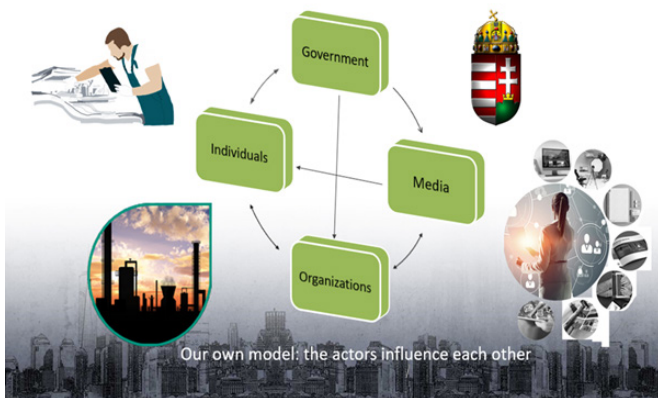 Government
Individuals
Media
Organizations
Our own model: the actors influence each other